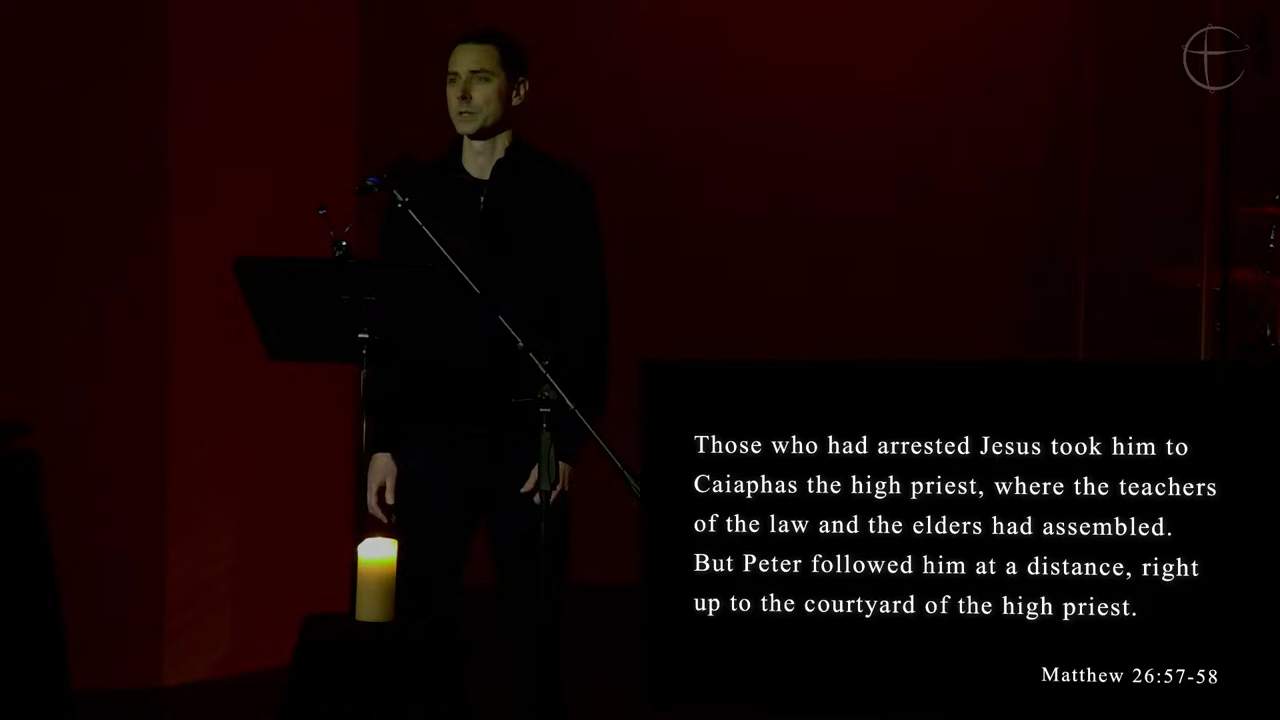 Those who had arrested Jesus took him to
Caiaphas the high priest, where the teachers
of the law and the elders had assembled.
But Peter followed him at a distance, right
up to the courtyard of the high priest.
Matthew 26:57-58